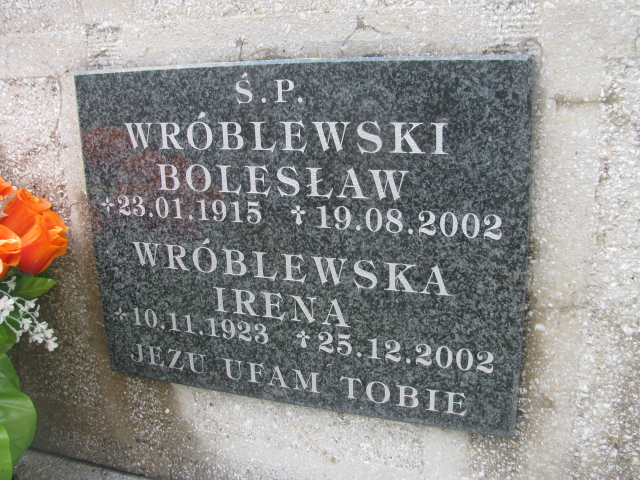 Ś.P.
WRÓBLEWSKI
BOLESŁAW
+23.01.1915 †19.08.2002
WRÓBLEWSKA
IRENA
+10.11.1923 †25.12.2002
JEZU UFAM TOBIE